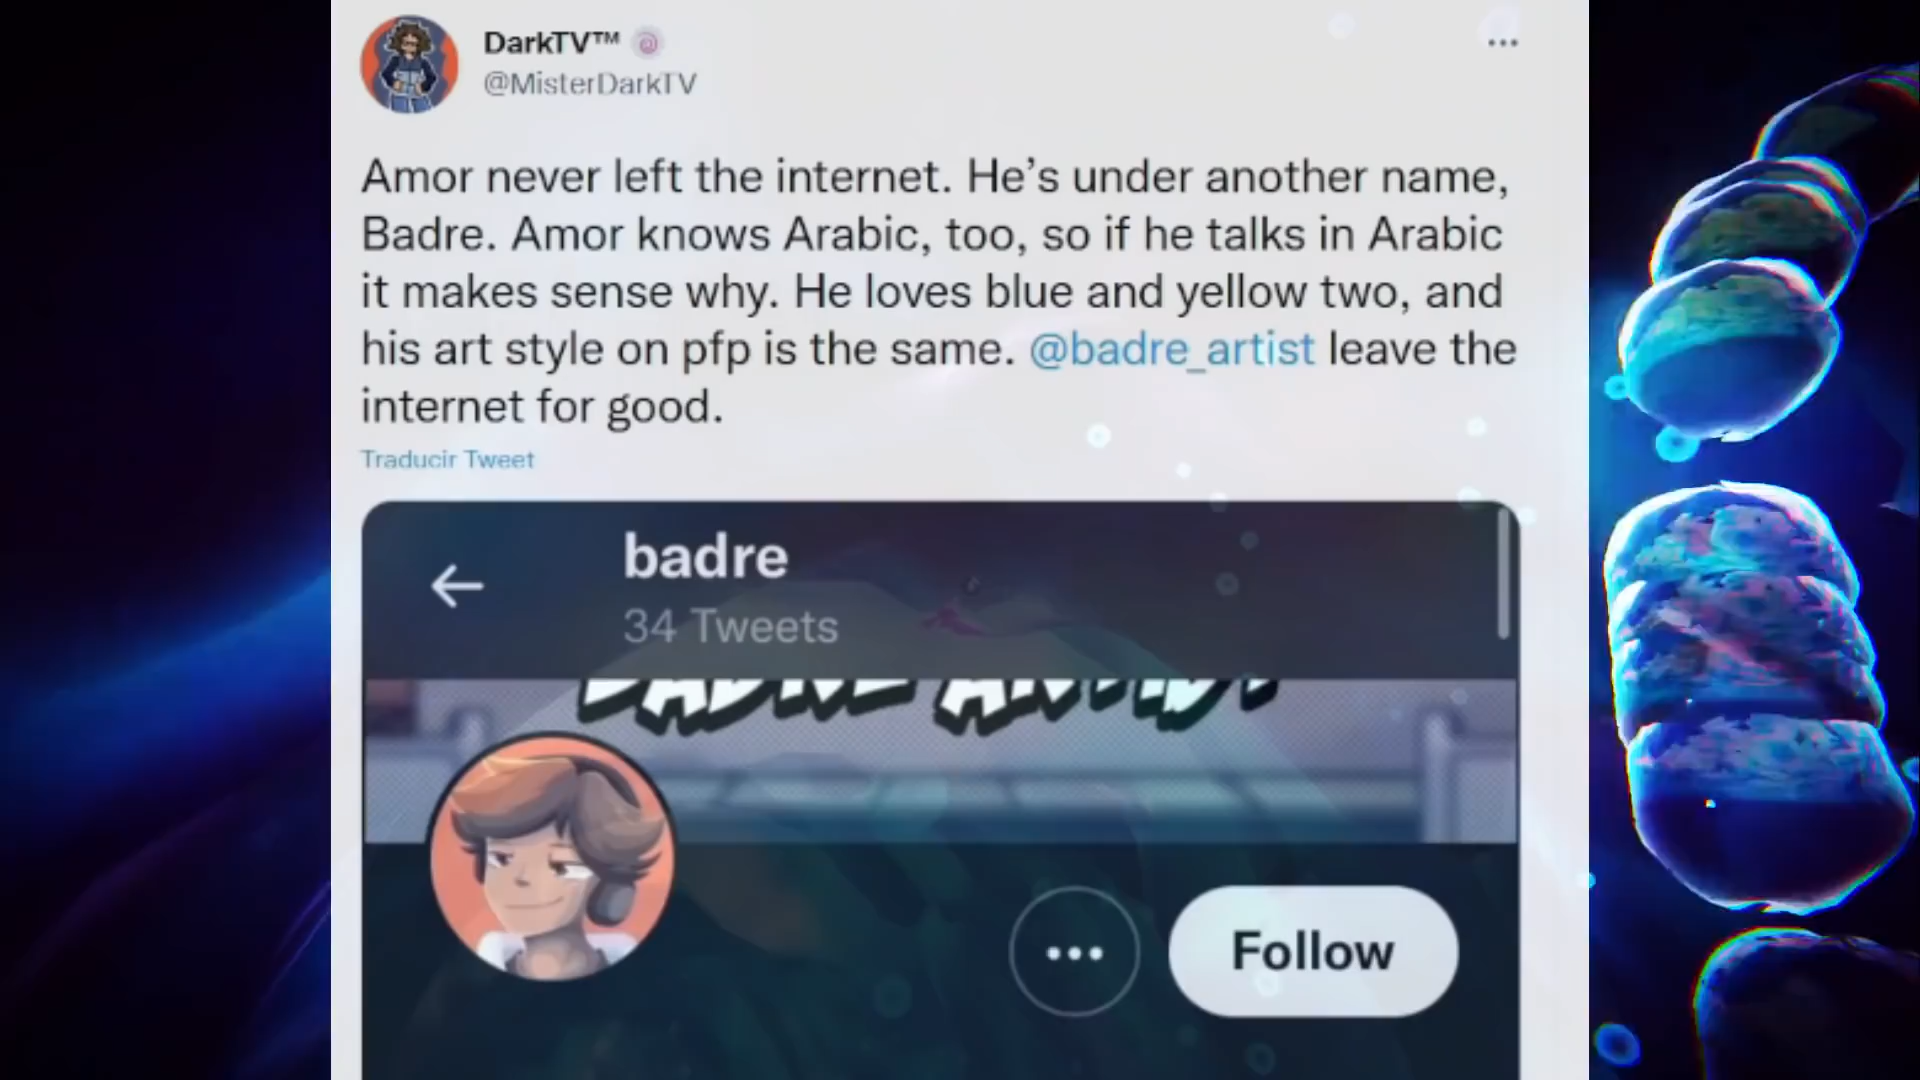 DarkTV™
@MisterDarkTV
Amor never left the internet. He’s under another name,
Badre. Amor knows Arabic, too, so if he talks in Arabic
it makes sense why. He loves blue and yellow two, and
his art style on pfp is the same. @badre_artist leave the
internet for good.
Traducir Tweet
badre
34 Tweets
BADRE ARTIST
Follow